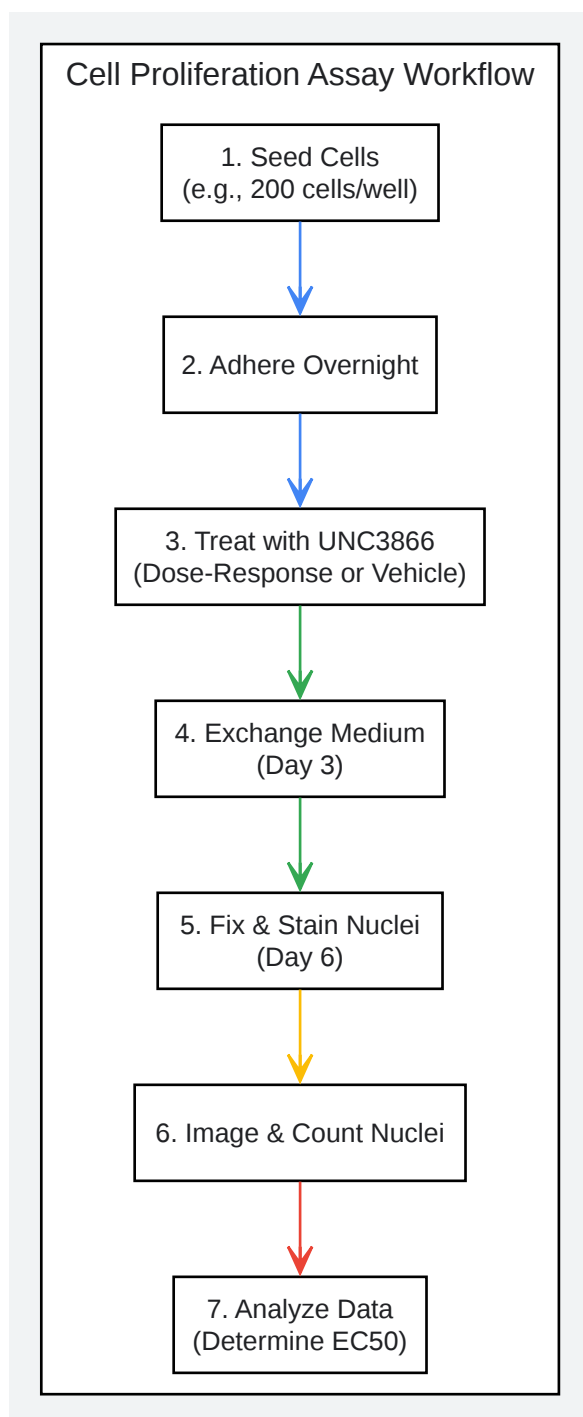 Cell Proliferation Assay Workflow
1. Seed Cells
(e.g., 200 cells/well)
2. Adhere Overnight
3. Treat with UNC3866
(Dose-Response or Vehicle)
4. Exchange Medium
(Day 3)
5. Fix & Stain Nuclei
(Day 6)
6. Image & Count Nuclei
7. Analyze Data
(Determine EC50)